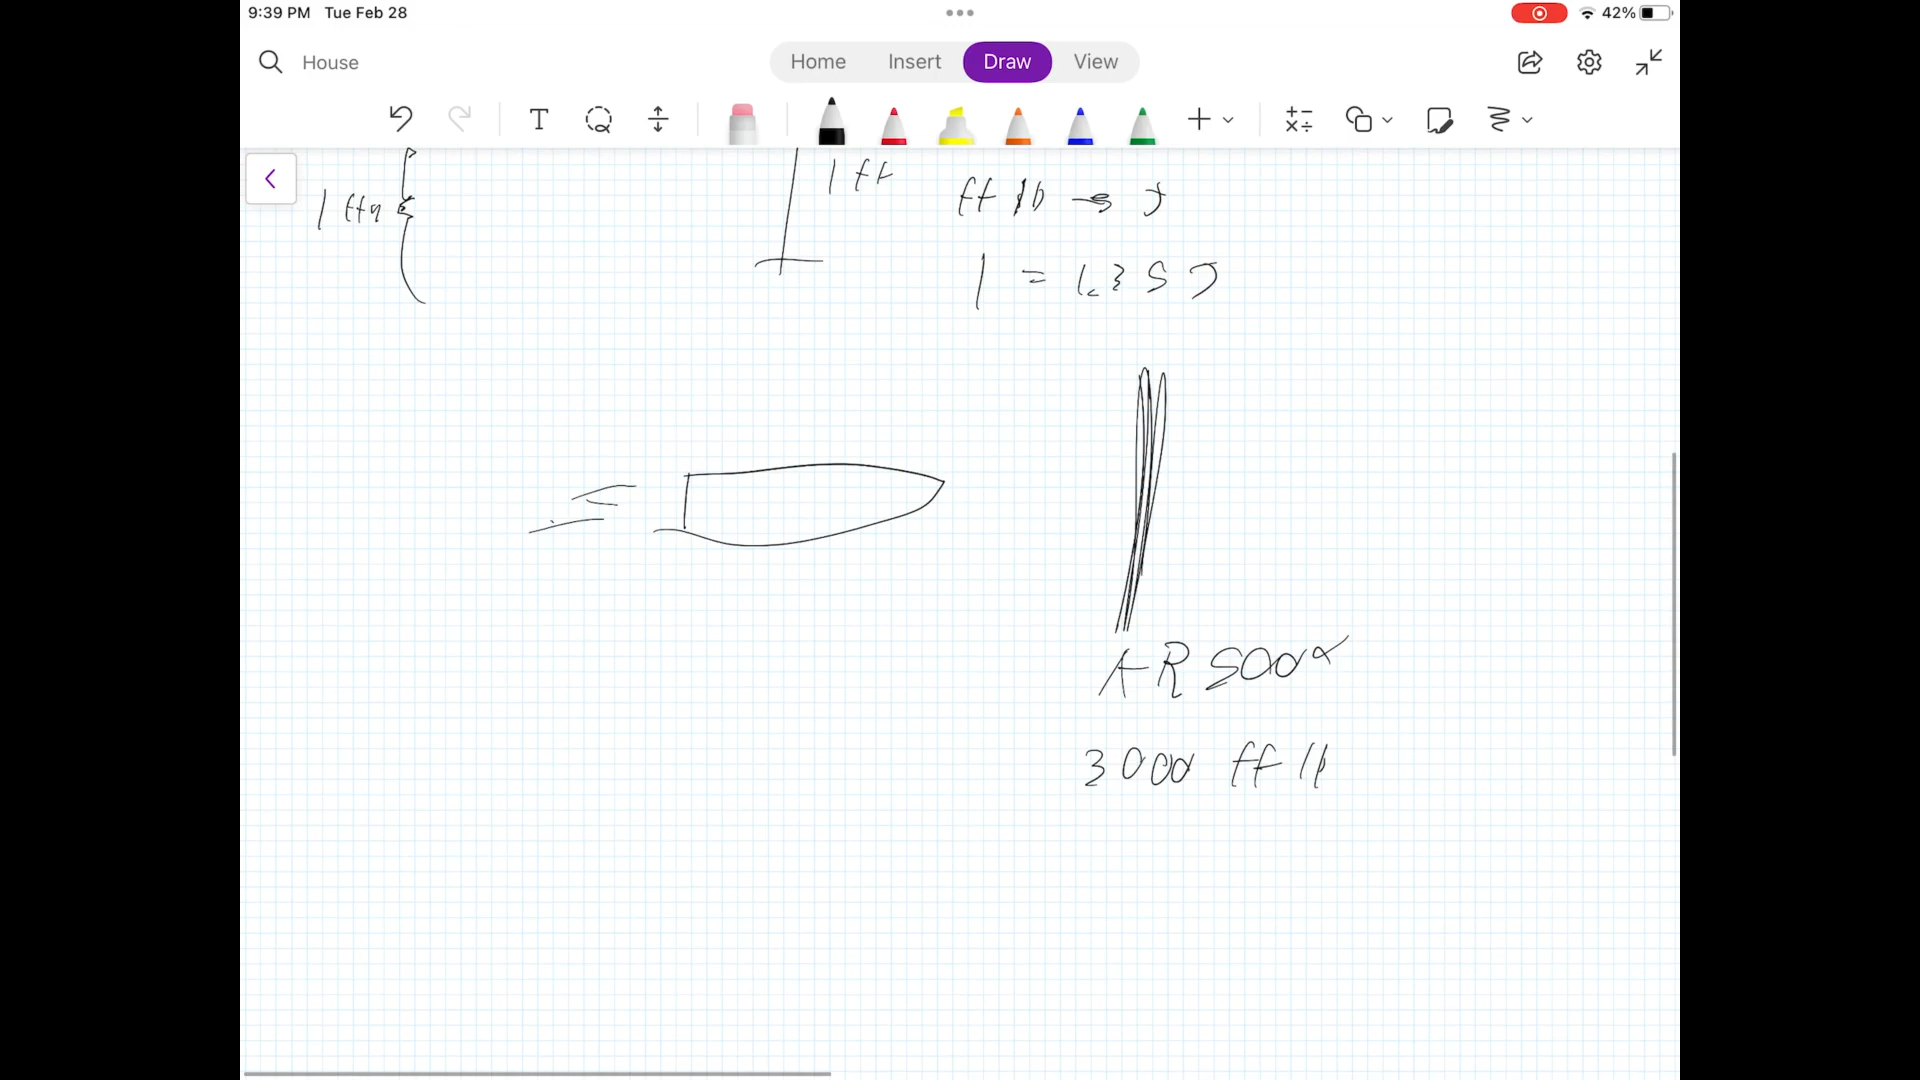 9:39 PM Tue Feb 28
42%
House
Home Insert Draw View
T
1 ft
ft lb → J
1 = 1.35 J
AR 500
3000 ft lb